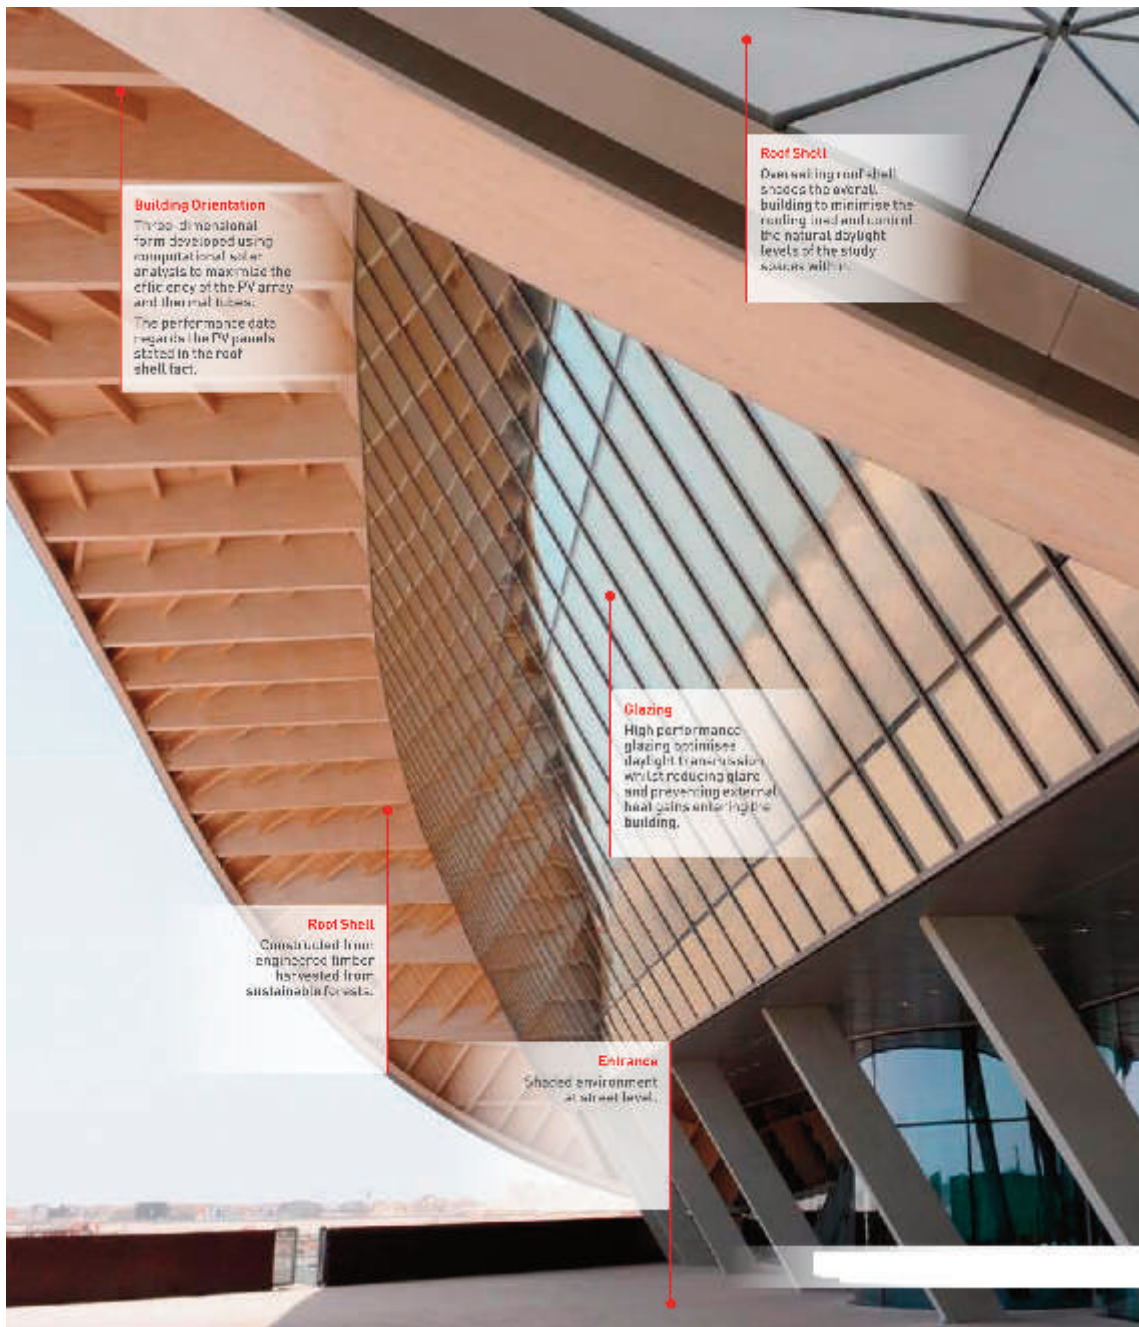 Roof Shell
Oversailing roof shell
shades the overall
building to minimise the
cooling load and control
the natural daylight
levels of the study
spaces within.
Building Orientation
Three-dimensional
form developed using
computational solar
analysis to maximise the
efficiency of the PV array
and thermal tubes.
The performance data
regards the PV panels
stated in the roof
shell fact.
Glazing
High performance
glazing optimises
daylight transmission
whilst reducing glare
and preventing external
heat gains entering the
building.
Roof Shell
Constructed from
engineered timber
harvested from
sustainable forests.
Entrance
Shaded environment
at street level.